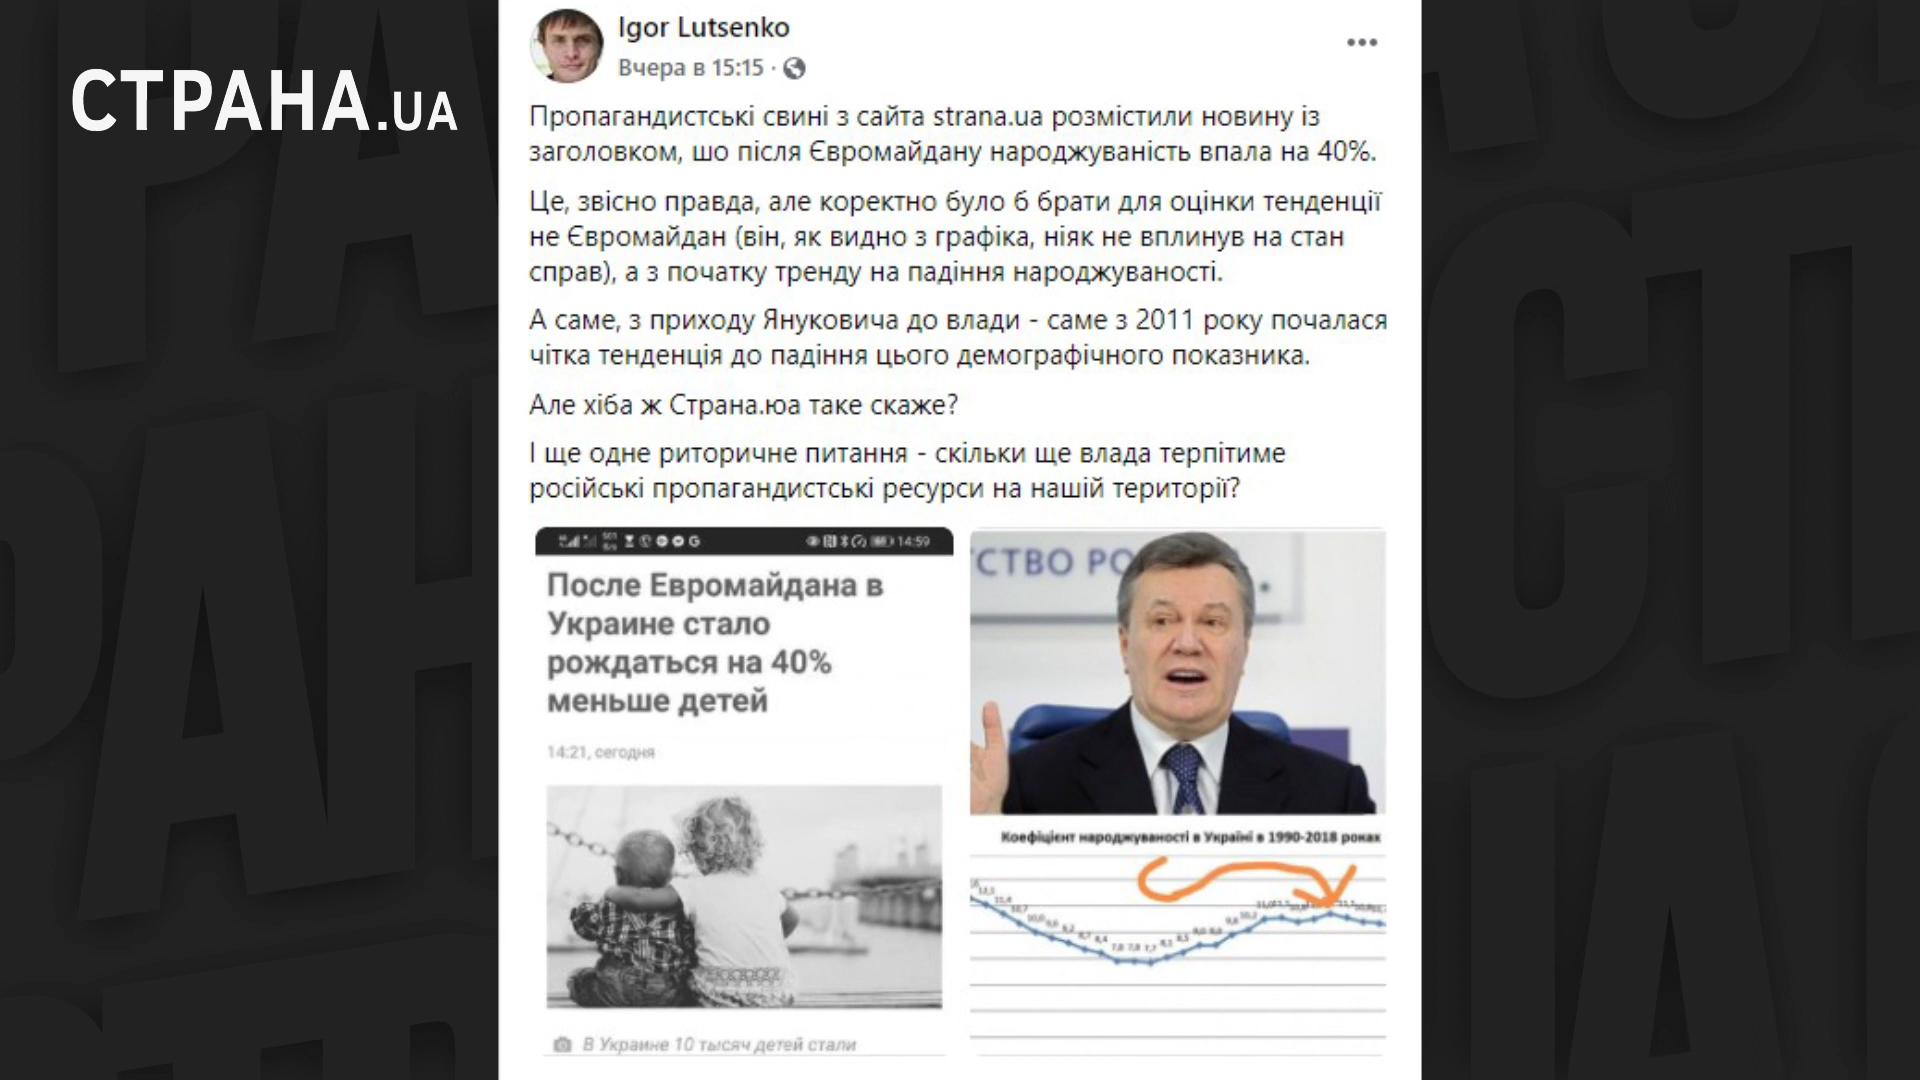 СТРАНА.UA
Igor Lutsenko
Вчера в 15:15 ·
Пропагандистські свині з сайта strana.ua розмістили новину із
заголовком, шо після Євромайдану народжуваність впала на 40%.
Це, звісно правда, але коректно було б брати для оцінки тенденції
не Євромайдан (він, як видно з графіка, ніяк не вплинув на стан
справ), а з початку тренду на падіння народжуваності.
А саме, з приходу Януковича до влади - саме з 2011 року почалася
чітка тенденція до падіння цього демографічного показника.
Але хіба ж Страна.юа таке скаже?
І ще одне риторичне питання - скільки ще влада терпітиме
російські пропагандистські ресурси на нашій території?
14:59
После Евромайдана в
Украине стало
рождаться на 40%
меньше детей
14:21, сегодня
В Украине 10 тысяч детей стали
СТВО РО
Коефіцієнт народжуваності в Україні в 1990-2018 роках